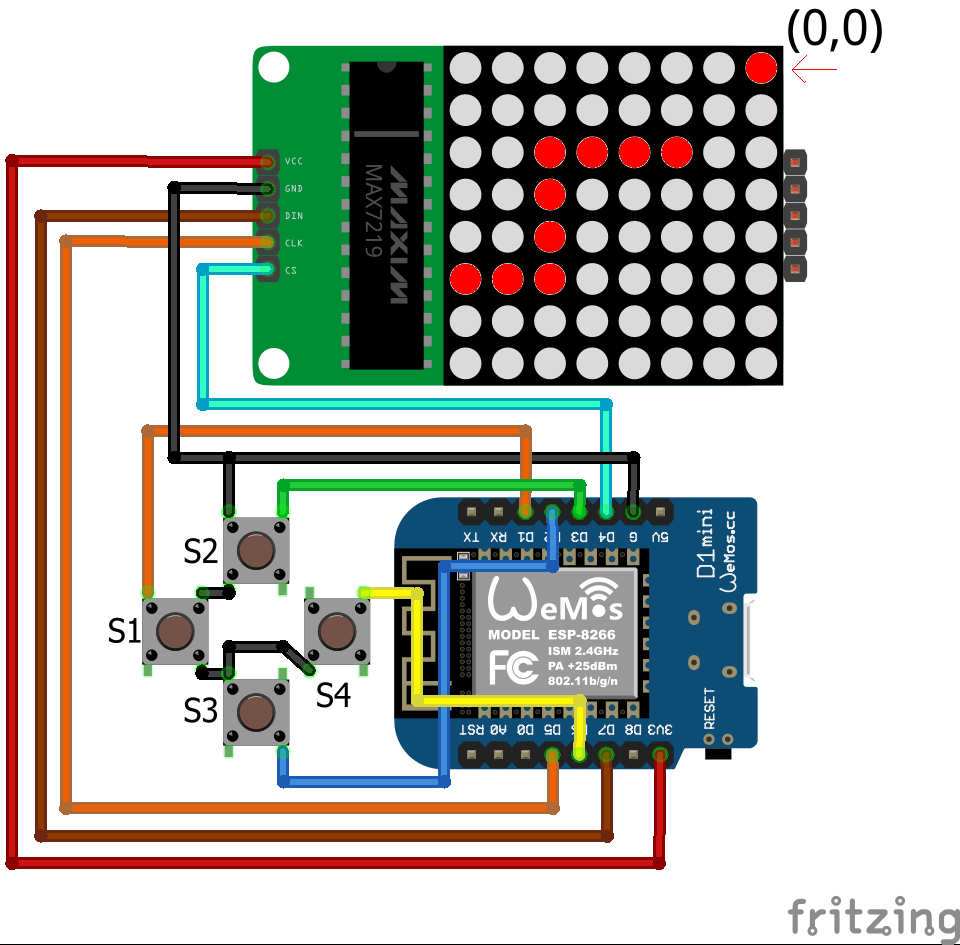 (0,0)
VCC
GND
DIN
CLK
CS
MAXIM
MAX7219
TX RX D1 D2 D3 D4 G 5V
D1 mini
WeMos.cc
S2
S1
S3
S4
WeMos
MODEL ESP-8266
ISM 2.4GHz
PA +25dBm
802.11b/g/n
FC
RST A0 D0 D5 D7 D8 3V3
RESET
fritzing